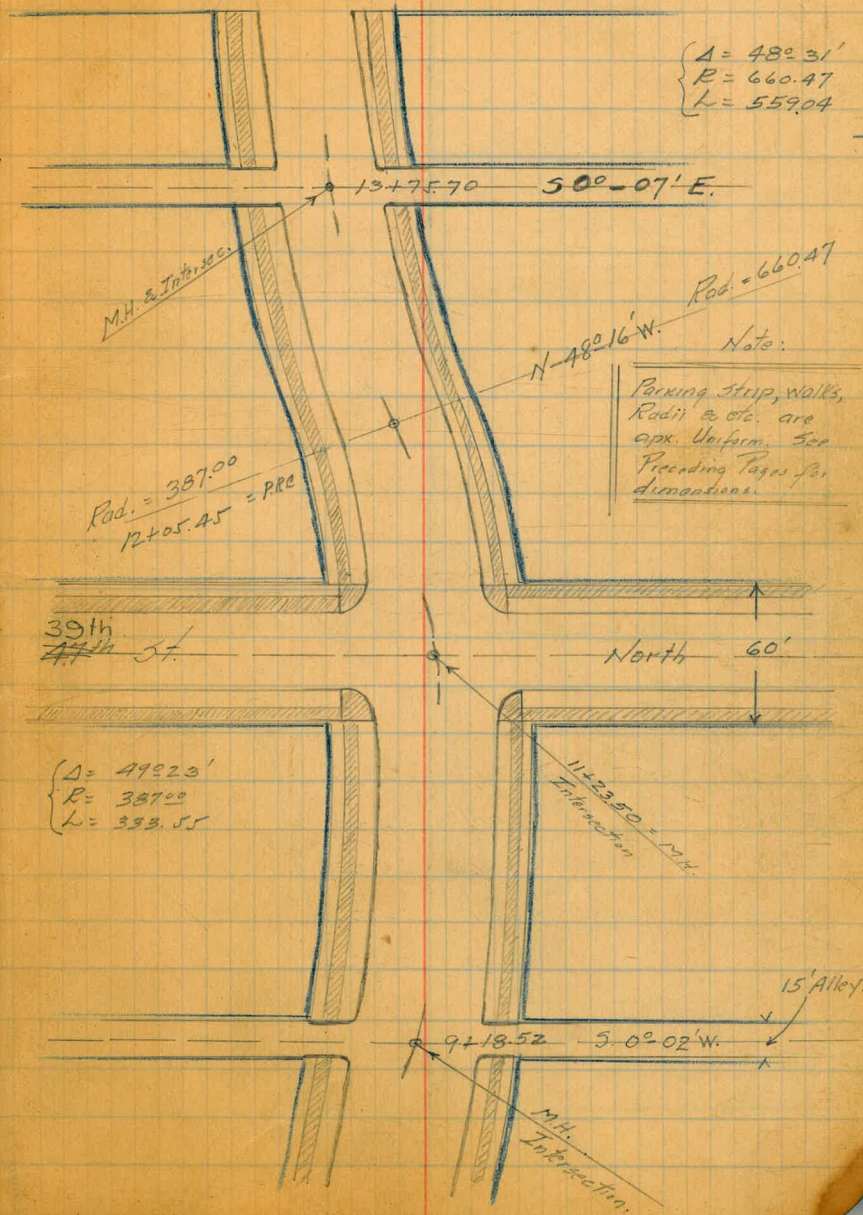 Δ = 48° 31'
R = 660.47
L = 559.04
13+75.70 S 0° - 07' E.
M.H. & Intersec.
N-48° 16' W. Rad. = 660.47
Note:
Parking strip, walks,
Radii & etc. are
apx. Uniform. See
Preceding Pages for
dimensions.
Rad. = 387.00
12+05.45 = P.R.C
39th
47th St.
North 60'
Δ = 49° 23'
R = 387.00
L = 333.55
11+23.50 = M.H.
Intersection
15' Alley
9+18.52 S. 0° - 02' W.
M.H.
Intersection.